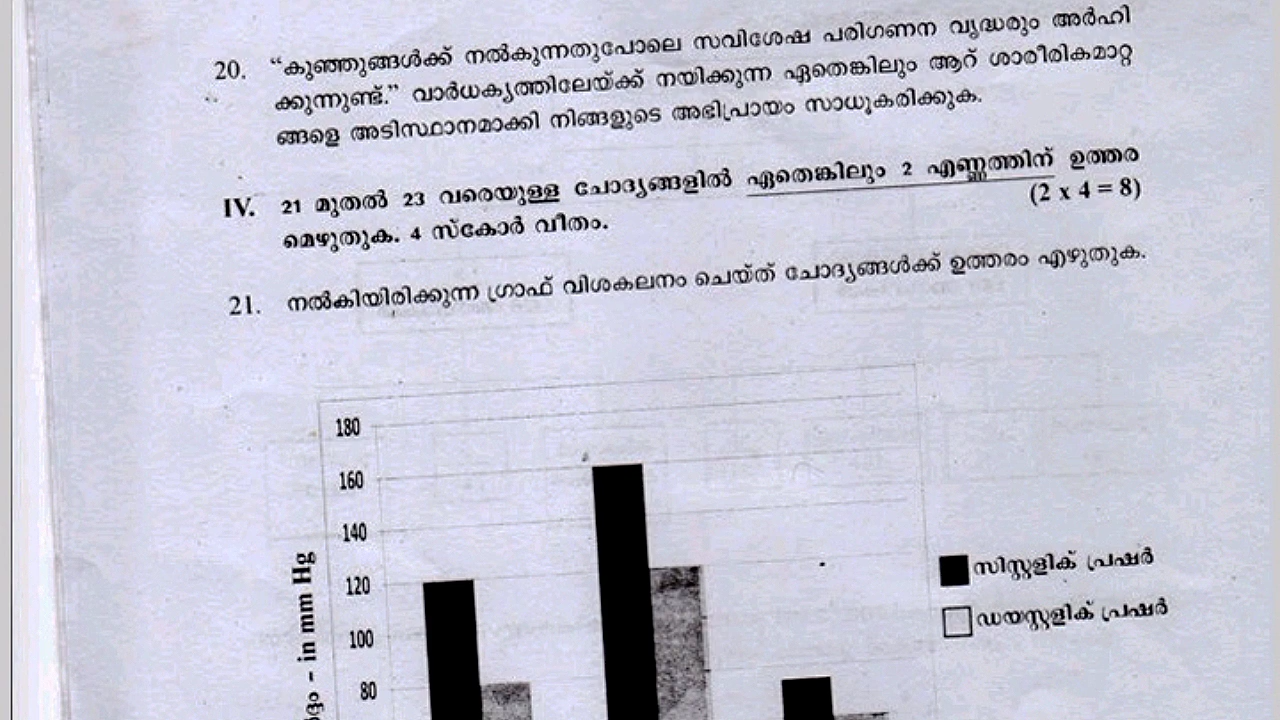 20. “കുഞ്ഞുങ്ങൾക്ക് നൽകുന്നതുപോലെ സവിശേഷ പരിഗണന വൃദ്ധരും അർഹി
ക്കുന്നുണ്ട്.” വാർധക്യത്തിലേയ്ക്ക് നയിക്കുന്ന ഏതെങ്കിലും ആറ് ശാരീരികമാറ്റ
ങ്ങളെ അടിസ്ഥാനമാക്കി നിങ്ങളുടെ അഭിപ്രായം സാധൂകരിക്കുക.
IV. 21 മുതൽ 23 വരെയുള്ള ചോദ്യങ്ങളിൽ ഏതെങ്കിലും 2 എണ്ണത്തിന് ഉത്തര
മെഴുതുക. 4 സ്കോർ വീതം. (2 x 4 = 8)
21. നൽകിയിരിക്കുന്ന ഗ്രാഫ് വിശകലനം ചെയ്ത് ചോദ്യങ്ങൾക്ക് ഉത്തരം എഴുതുക.
180
160
140
120
100
80
- in mm Hg
സിസ്റ്റളിക് പ്രഷർ
ഡയസ്റ്റളിക് പ്രഷർ